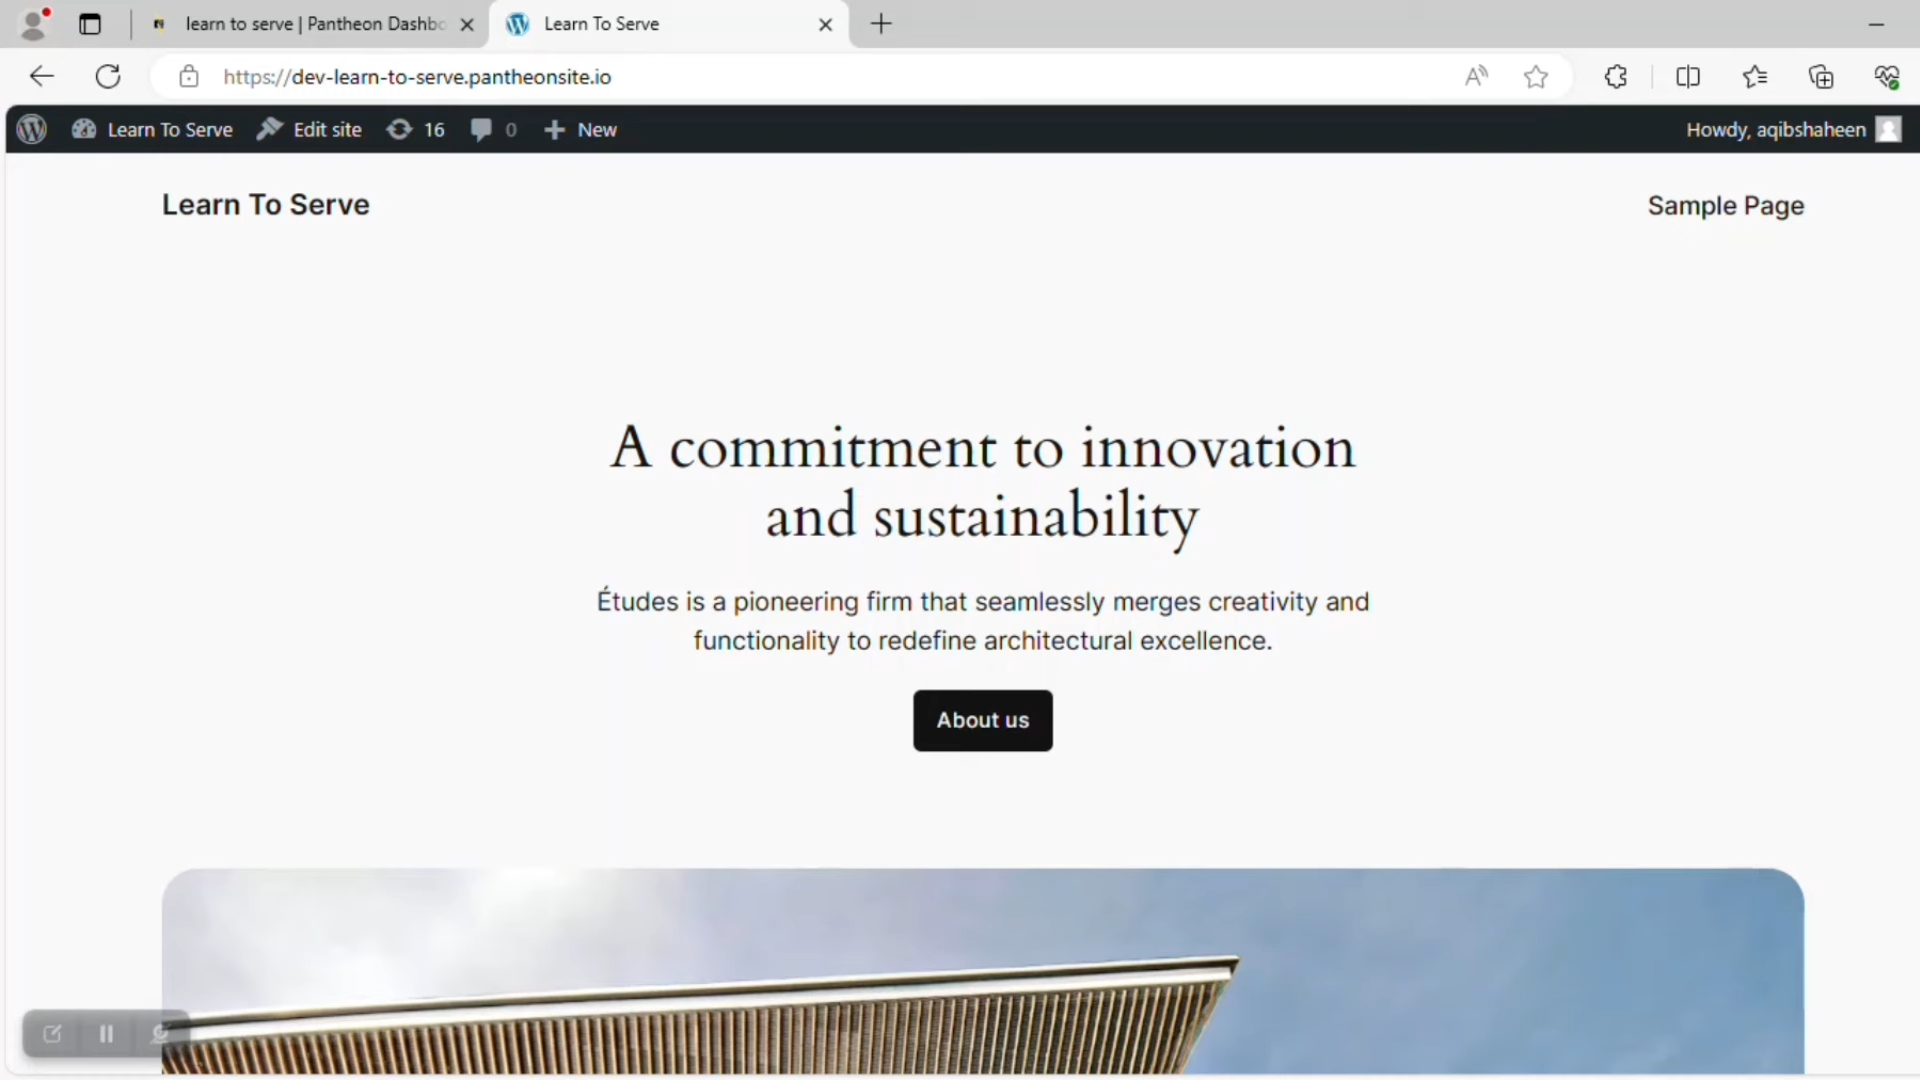 learn to serve | Pantheon Dashbo
Learn To Serve
https://dev-learn-to-serve.pantheonsite.io
Learn To Serve
Edit site
16
0
New
Howdy, aqibshaheen
Learn To Serve
Sample Page
A commitment to innovation
and sustainability
Études is a pioneering firm that seamlessly merges creativity and
functionality to redefine architectural excellence.
About us